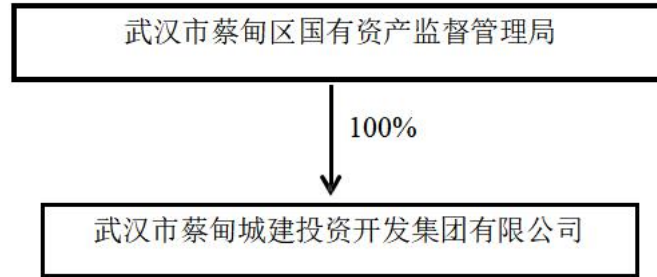 武汉市蔡甸区国有资产监督管理局
100%
武汉市蔡甸城建投资开发集团有限公司